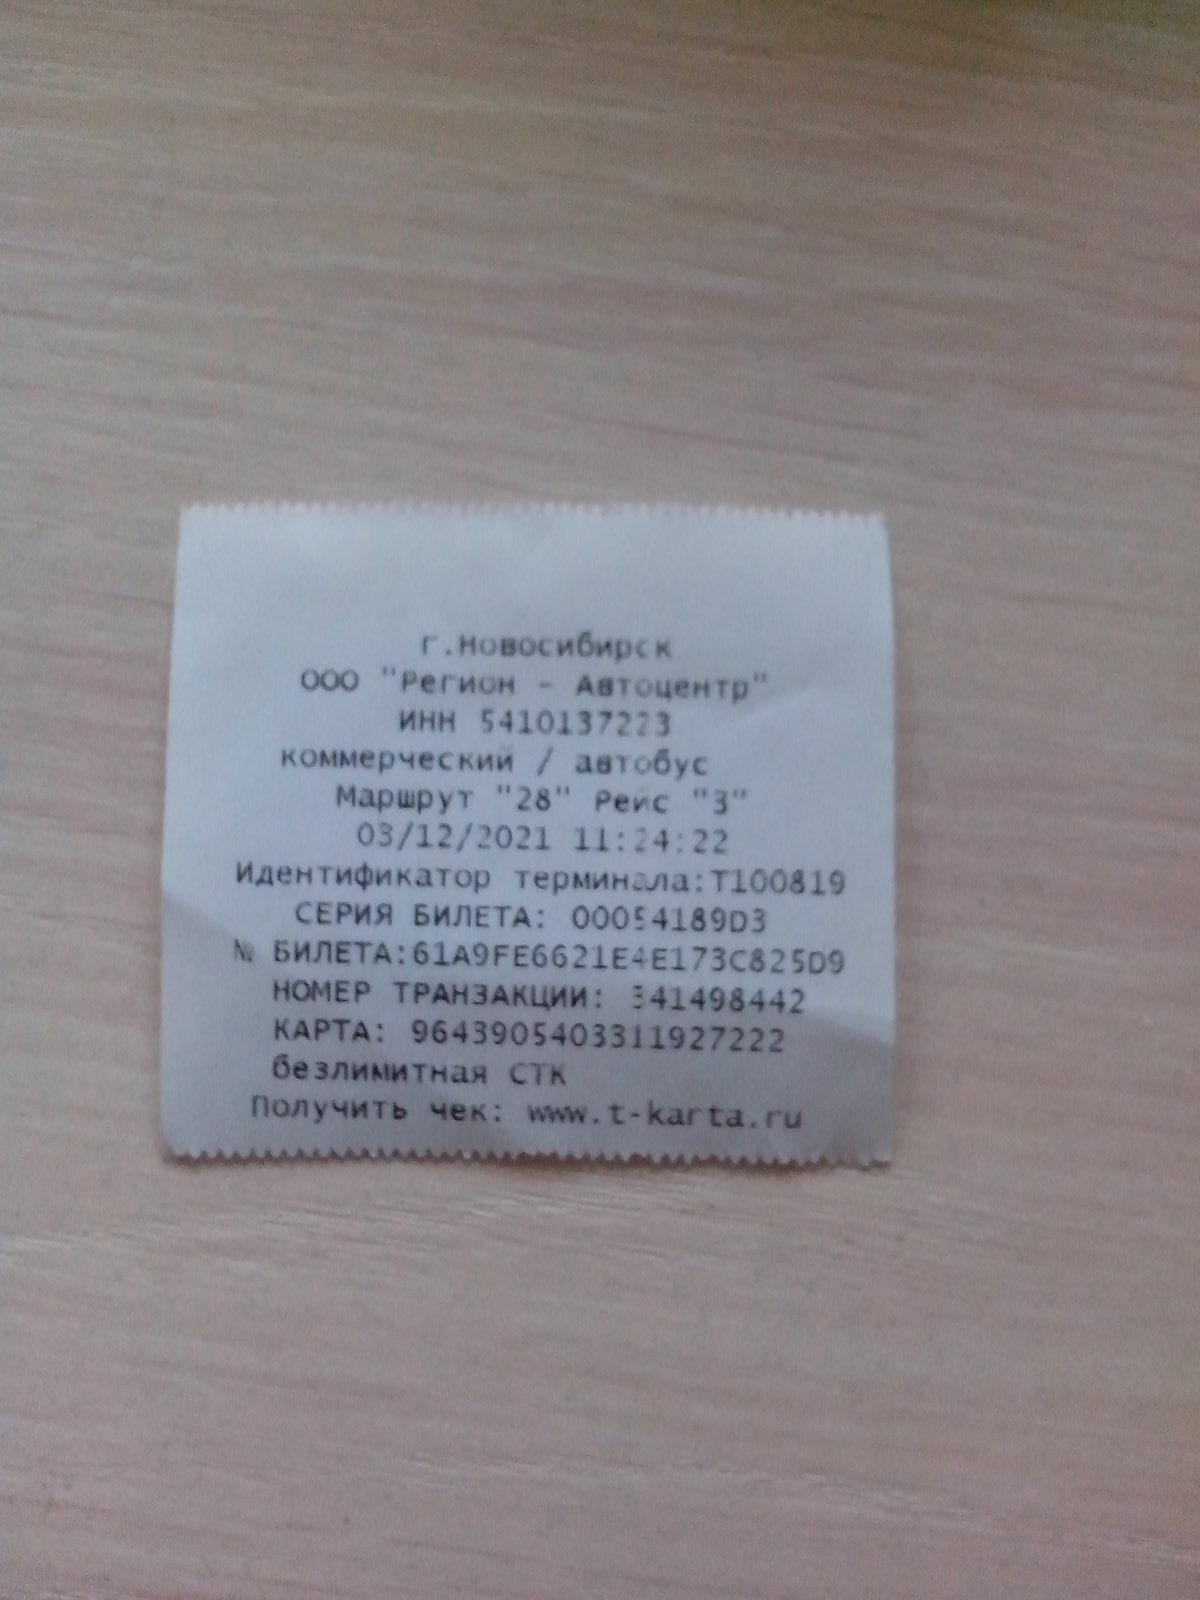 г.Новосибирск
ООО "Регион - Автоцентр"
ИНН 5410137223
коммерческий / автобус
Маршрут "28" Рейс "3"
03/12/2021 11:24:22
Идентификатор терминала:Т100819
СЕРИЯ БИЛЕТА: 00054189D3
№ БИЛЕТА:61A9FE6621E4E173C825D9
НОМЕР ТРАНЗАКЦИИ: 341498442
КАРТА: 9643905403311927222
безлимитная СТК
Получить чек: www.t-karta.ru